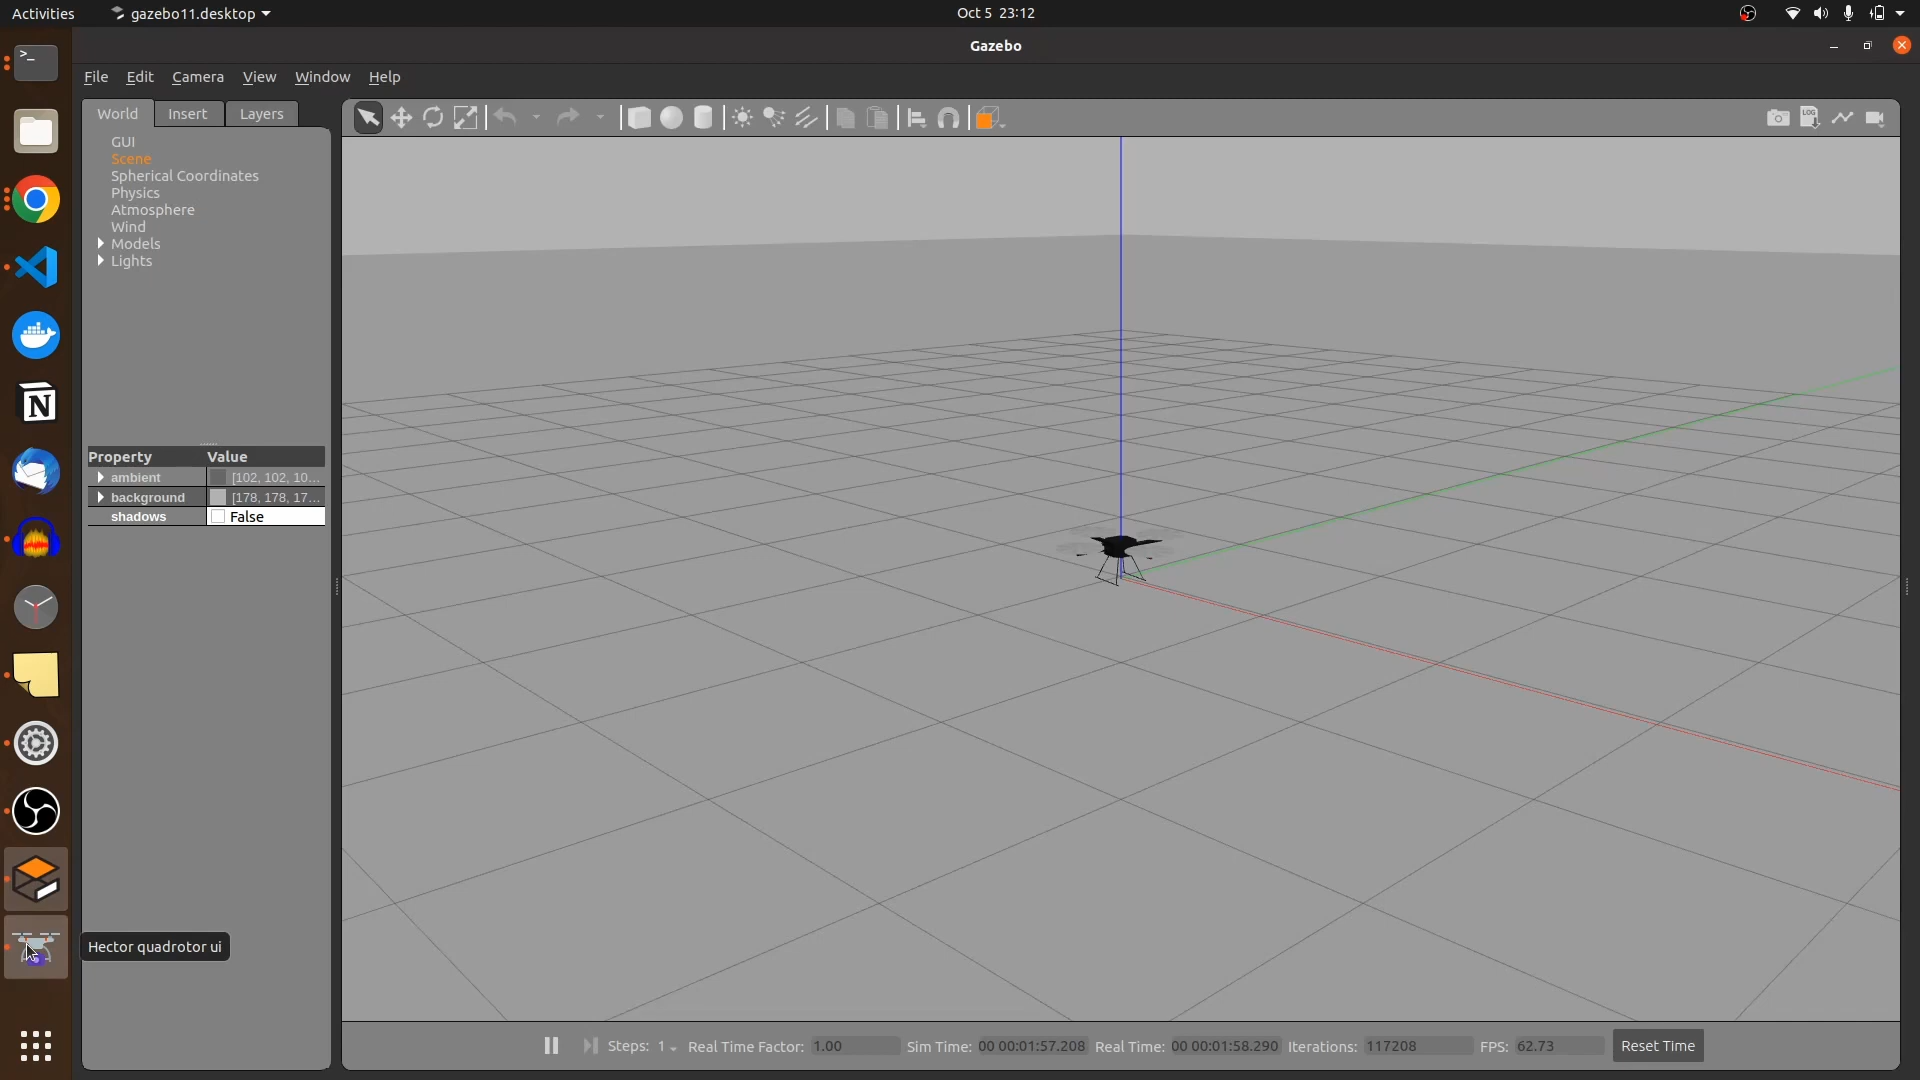 Activities gazebo11.desktop Oct 5 23:12
Gazebo
File Edit Camera View Window Help
World Insert Layers
GUI
Scene
Spherical Coordinates
Physics
Atmosphere
Wind
Models
Lights
Property Value
ambient [102, 102, 10...
background [178, 178, 17...
shadows False
>_
LOG
N
Hector quadrotor ui
Steps: 1 Real Time Factor: 1.00 Sim Time: 00 00:01:57.208 Real Time: 00 00:01:58.290 Iterations: 117208 FPS: 62.73 Reset Time